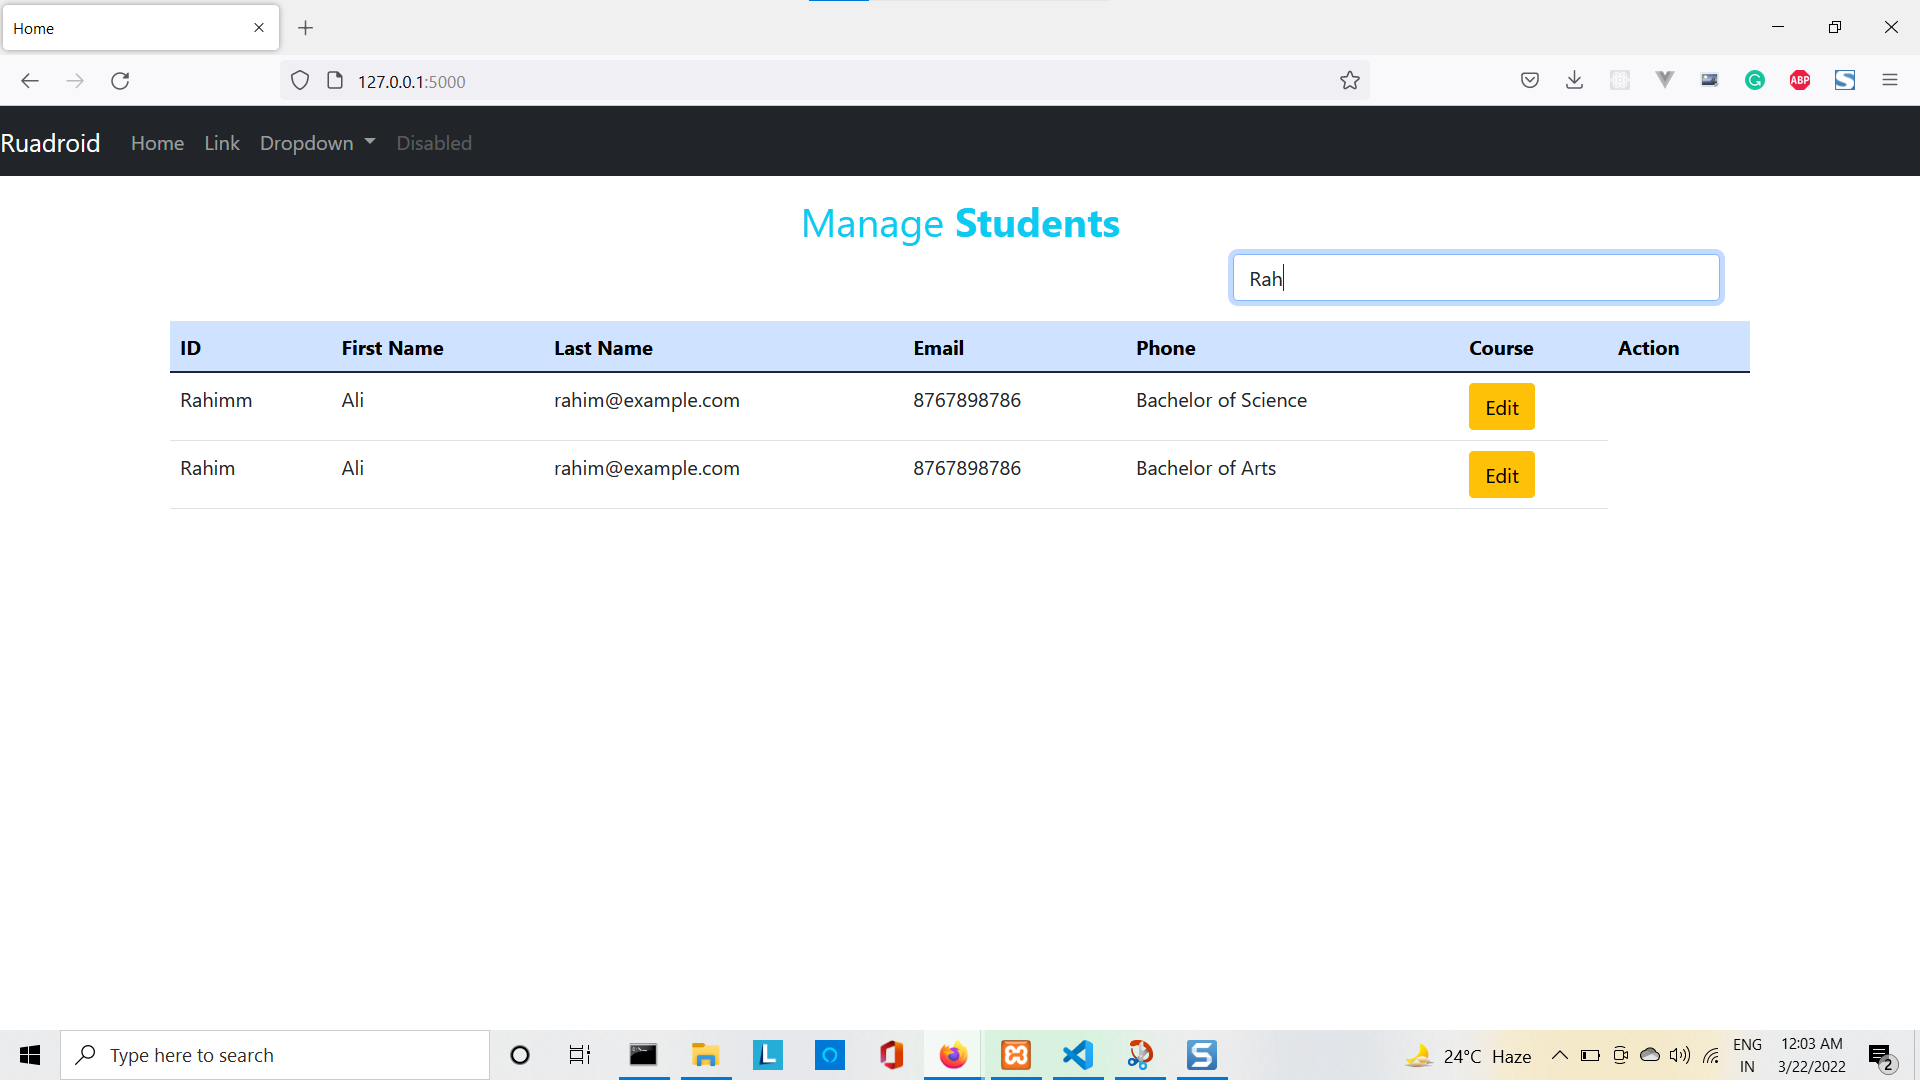 Home
127.0.0.1:5000
ABP
Ruadroid Home Link Dropdown Disabled
Manage Students
Rah
ID First Name Last Name Email Phone Course Action
Rahimm Ali rahim@example.com 8767898786 Bachelor of Science Edit
Rahim Ali rahim@example.com 8767898786 Bachelor of Arts Edit
Type here to search
24°C Haze
ENG
IN
12:03 AM
3/22/2022
2